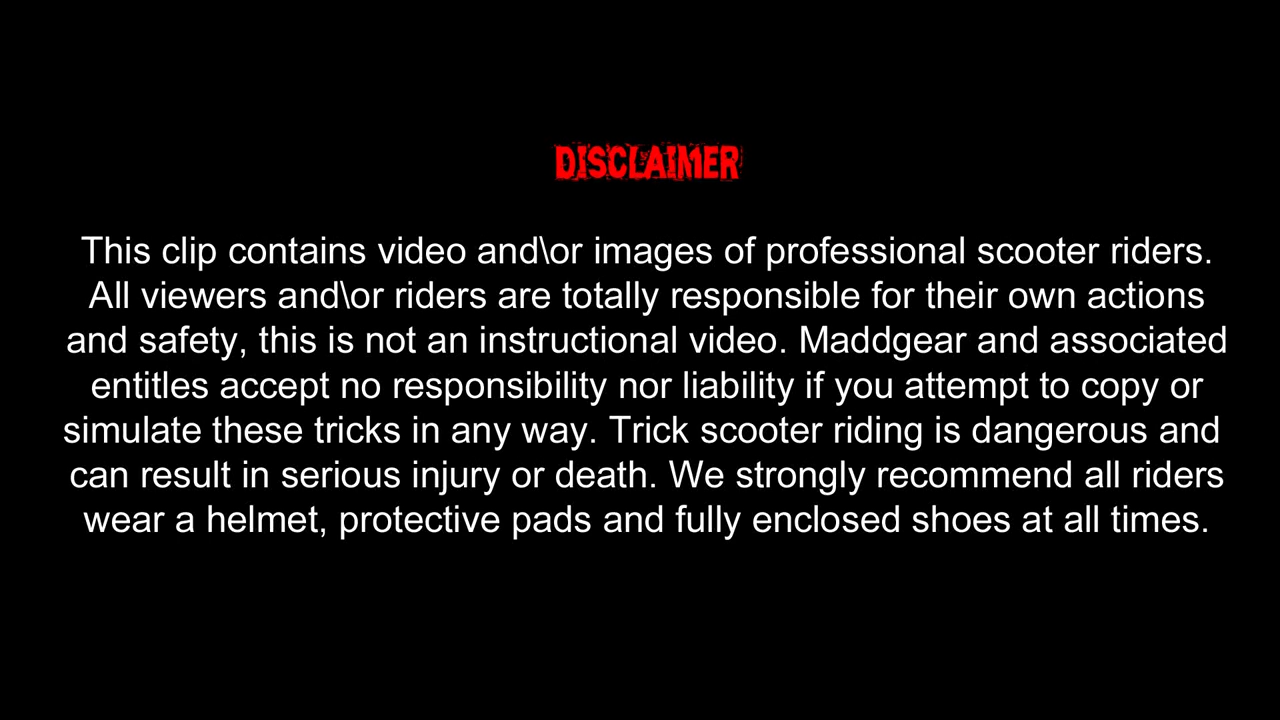 DISCLAIMER
This clip contains video and\or images of professional scooter riders.
All viewers and\or riders are totally responsible for their own actions
and safety, this is not an instructional video. Maddgear and associated
entitles accept no responsibility nor liability if you attempt to copy or
simulate these tricks in any way. Trick scooter riding is dangerous and
can result in serious injury or death. We strongly recommend all riders
wear a helmet, protective pads and fully enclosed shoes at all times.